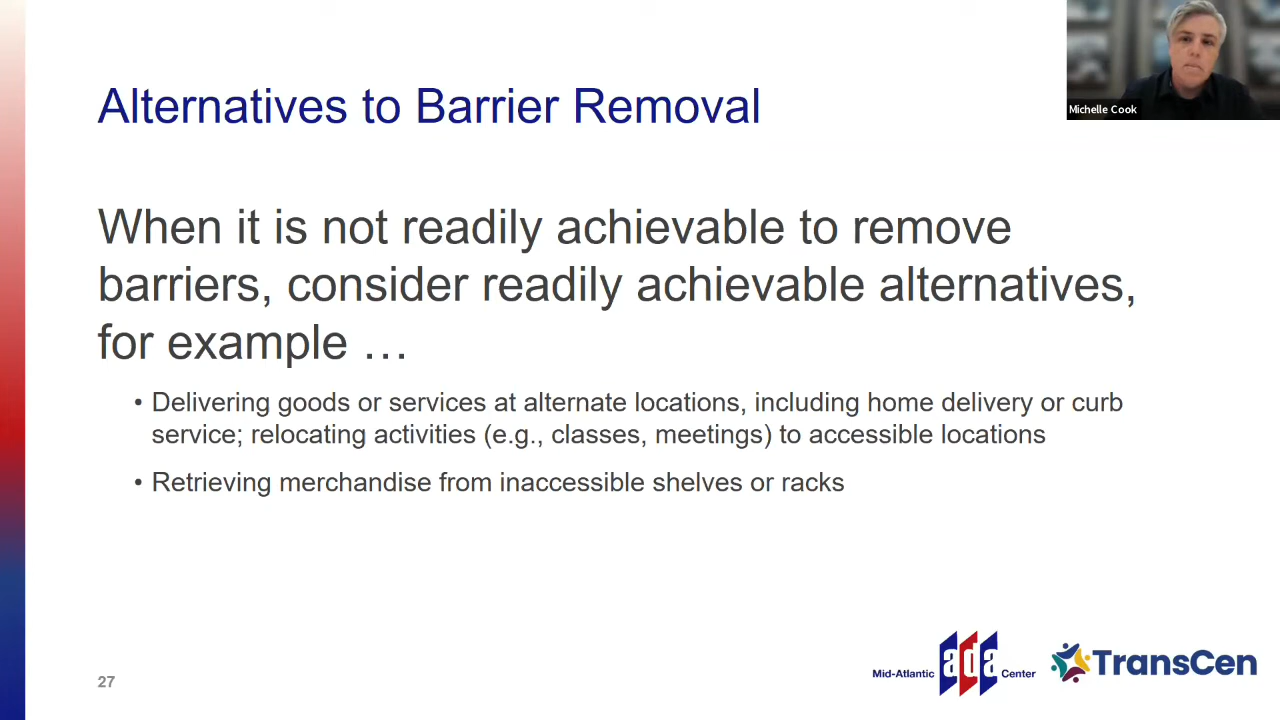 Michelle Cook
Alternatives to Barrier Removal
When it is not readily achievable to remove
barriers, consider readily achievable alternatives,
for example …
• Delivering goods or services at alternate locations, including home delivery or curb
service; relocating activities (e.g., classes, meetings) to accessible locations
• Retrieving merchandise from inaccessible shelves or racks
27
Mid-Atlantic ada Center
TransCen